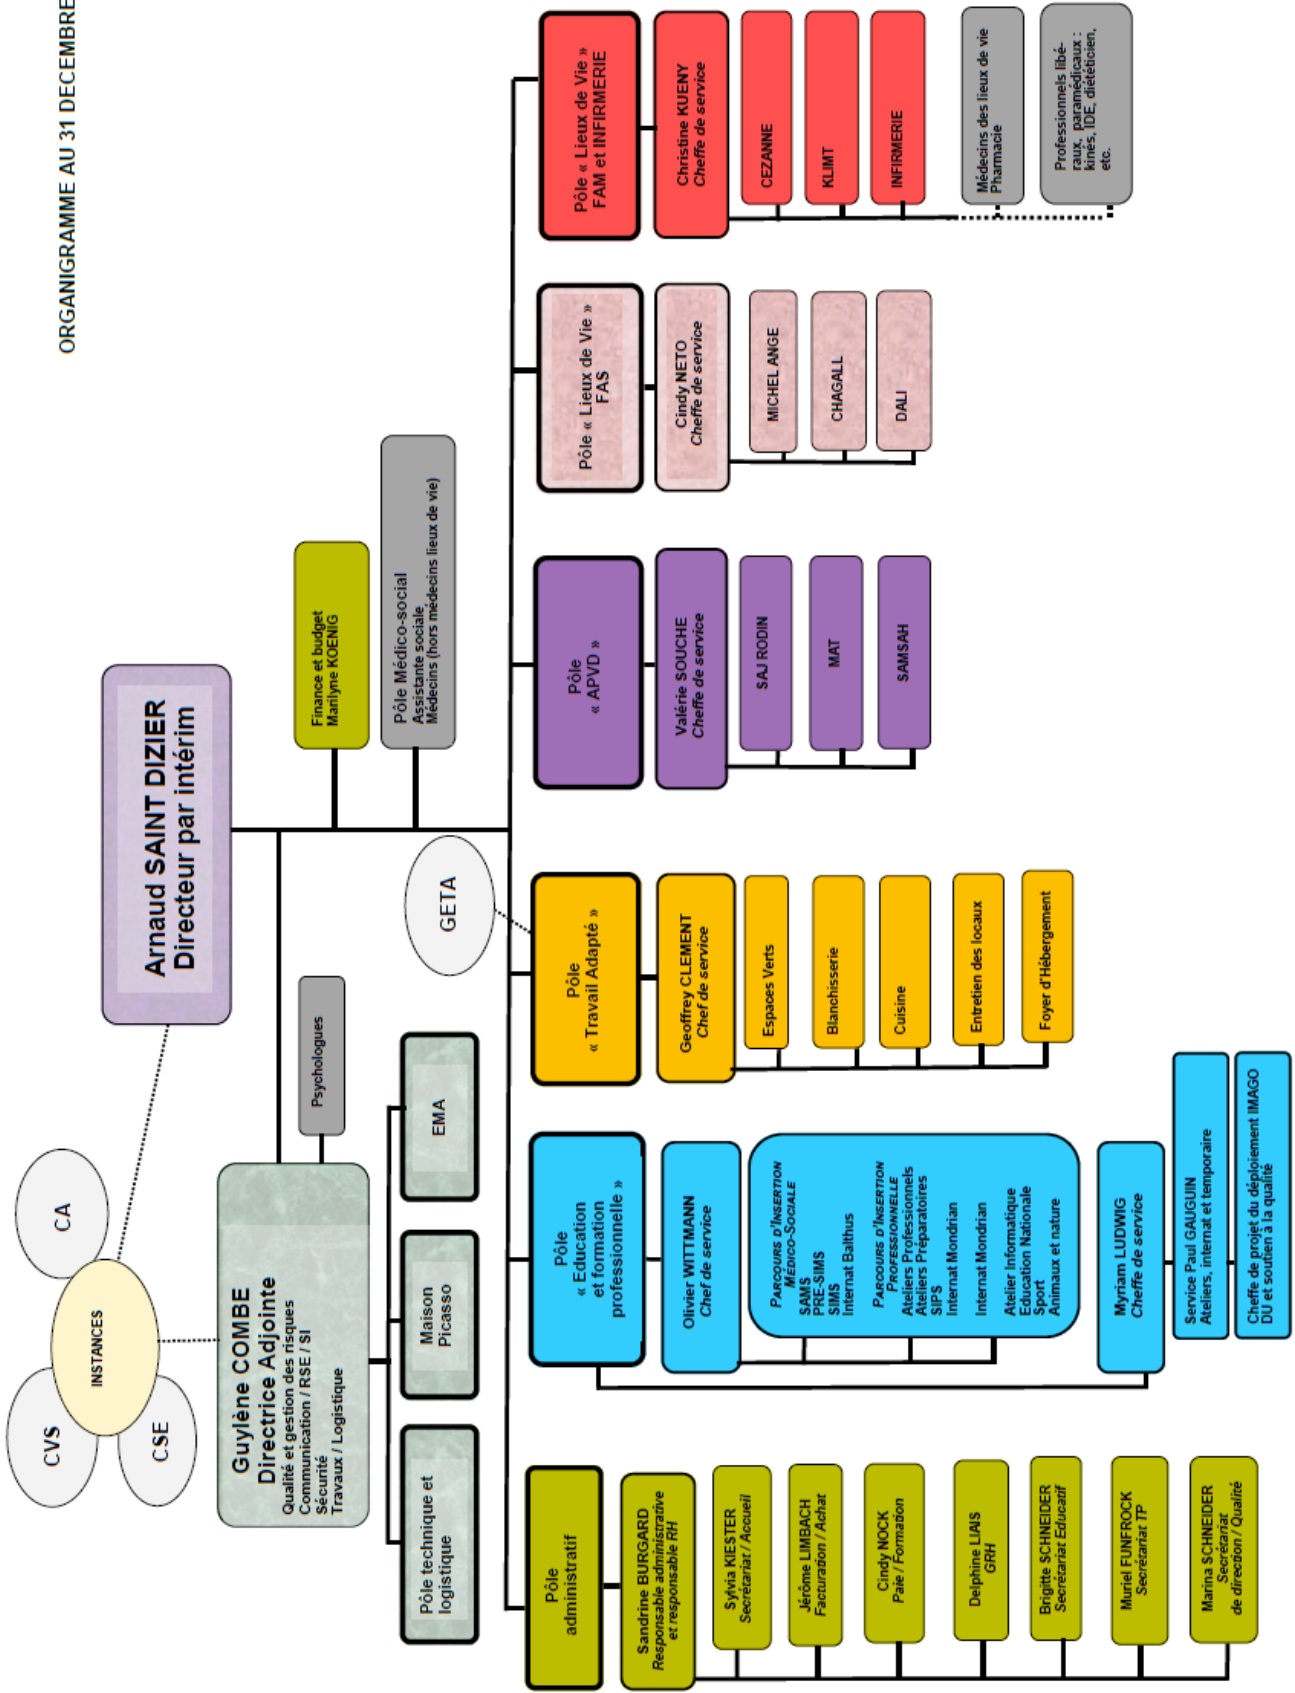 ORGANIGRAMME AU 31 DECEMBRE
CVS
CA
CSE
INSTANCES
Arnaud SAINT DIZIER
Directeur par intérim
Guylène COMBE
Directrice Adjointe
Qualité et gestion des risques
Communication / RSE / SI
Sécurité
Travaux / Logistique
Psychologues
Finance et budget
Marilyne KOENIG
Pôle Médico-social
Assistante sociale,
Médecins (hors médecins lieux de vie)
Pôle technique et
logistique
Maison
Picasso
EMA
GETA
Pôle
administratif
Sandrine BURGARD
Responsable administrative
et responsable RH
Sylvia KIESTER
Secrétariat / Accueil
Jérôme LIMBACH
Facturation / Achat
Cindy NOCK
Paie / Formation
Delphine LIAIS
GRH
Brigitte SCHNEIDER
Secrétariat Educatif
Muriel FUNFROCK
Secrétariat TP
Marina SCHNEIDER
Secrétariat
de direction / Qualité
Pôle
« Education
et formation
professionnelle »
Olivier WITTMANN
Chef de service
PARCOURS D'INSERTION
MÉDICO-SOCIALE
SAMS
PRE-SIMS
SIMS
Internat Balthus
PARCOURS D'INSERTION
PROFESSIONNELLE
Ateliers Professionnels
Ateliers Préparatoires
SIPS
Internat Mondrian
Internat Mondrian
Atelier Informatique
Education Nationale
Sport
Animaux et nature
Myriam LUDWIG
Cheffe de service
Service Paul GAUGUIN
Ateliers, internat et temporaire
Cheffe de projet du déploiement IMAGO
DU et soutien à la qualité
Pôle
« Travail Adapté »
Geoffrey CLEMENT
Chef de service
Espaces Verts
Blanchisserie
Cuisine
Entretien des locaux
Foyer d'Hébergement
Pôle
« APVD »
Valérie SOUCHE
Cheffe de service
SAJ RODIN
MAT
SAMSAH
Pôle « Lieux de Vie »
FAS
Cindy NETO
Cheffe de service
MICHEL ANGE
CHAGALL
DALI
Pôle « Lieux de Vie »
FAM et INFIRMERIE
Christine KUENY
Cheffe de service
CEZANNE
KLIMT
INFIRMERIE
Médecins des lieux de vie
Pharmacie
Professionnels libé-
raux, paramédicaux :
kinés, IDE, diététicien,
etc.